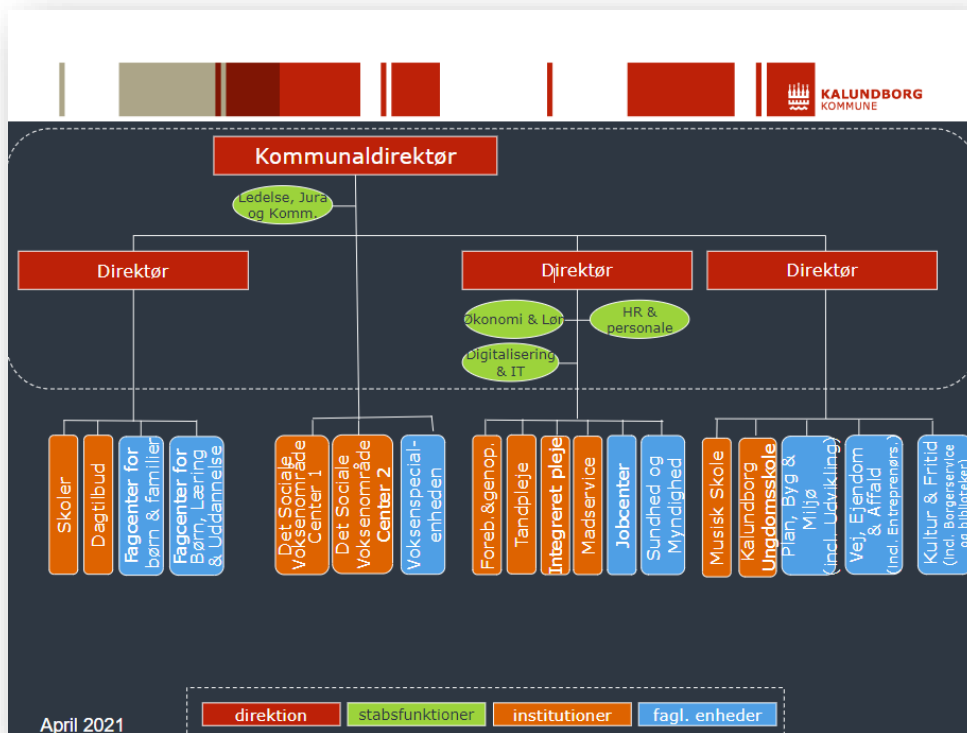 KALUNDBORG
KOMMUNE
Kommunaldirektør
Ledelse, Jura
og Komm.
Direktør
Direktør
Direktør
Økonomi & Løn
HR &
personale
Digitalisering
& IT
Skoler
Dagtilbud
Fagcenter for
børn & familier
Fagcenter for
Børn, Læring
& Uddannelse
Det Sociale
Voksenområde
Center 1
Det Sociale
Voksenområde
Center 2
Voksenspecial-
enheden
Foreb.&genop.
Tandpleje
Integreret pleje
Madservice
Jobcenter
Sundhed og
Myndighed
Musisk Skole
Kalundborg
Ungdomsskole
Plan, Byg &
Miljø
(incl. Udvikling)
Vej, Ejendom
& Affald
(Incl. Entreprenørs.)
Kultur & Fritid
(Incl. Borgerservice
og biblioteker)
direktion
stabsfunktioner
institutioner
fagl. enheder
April 2021